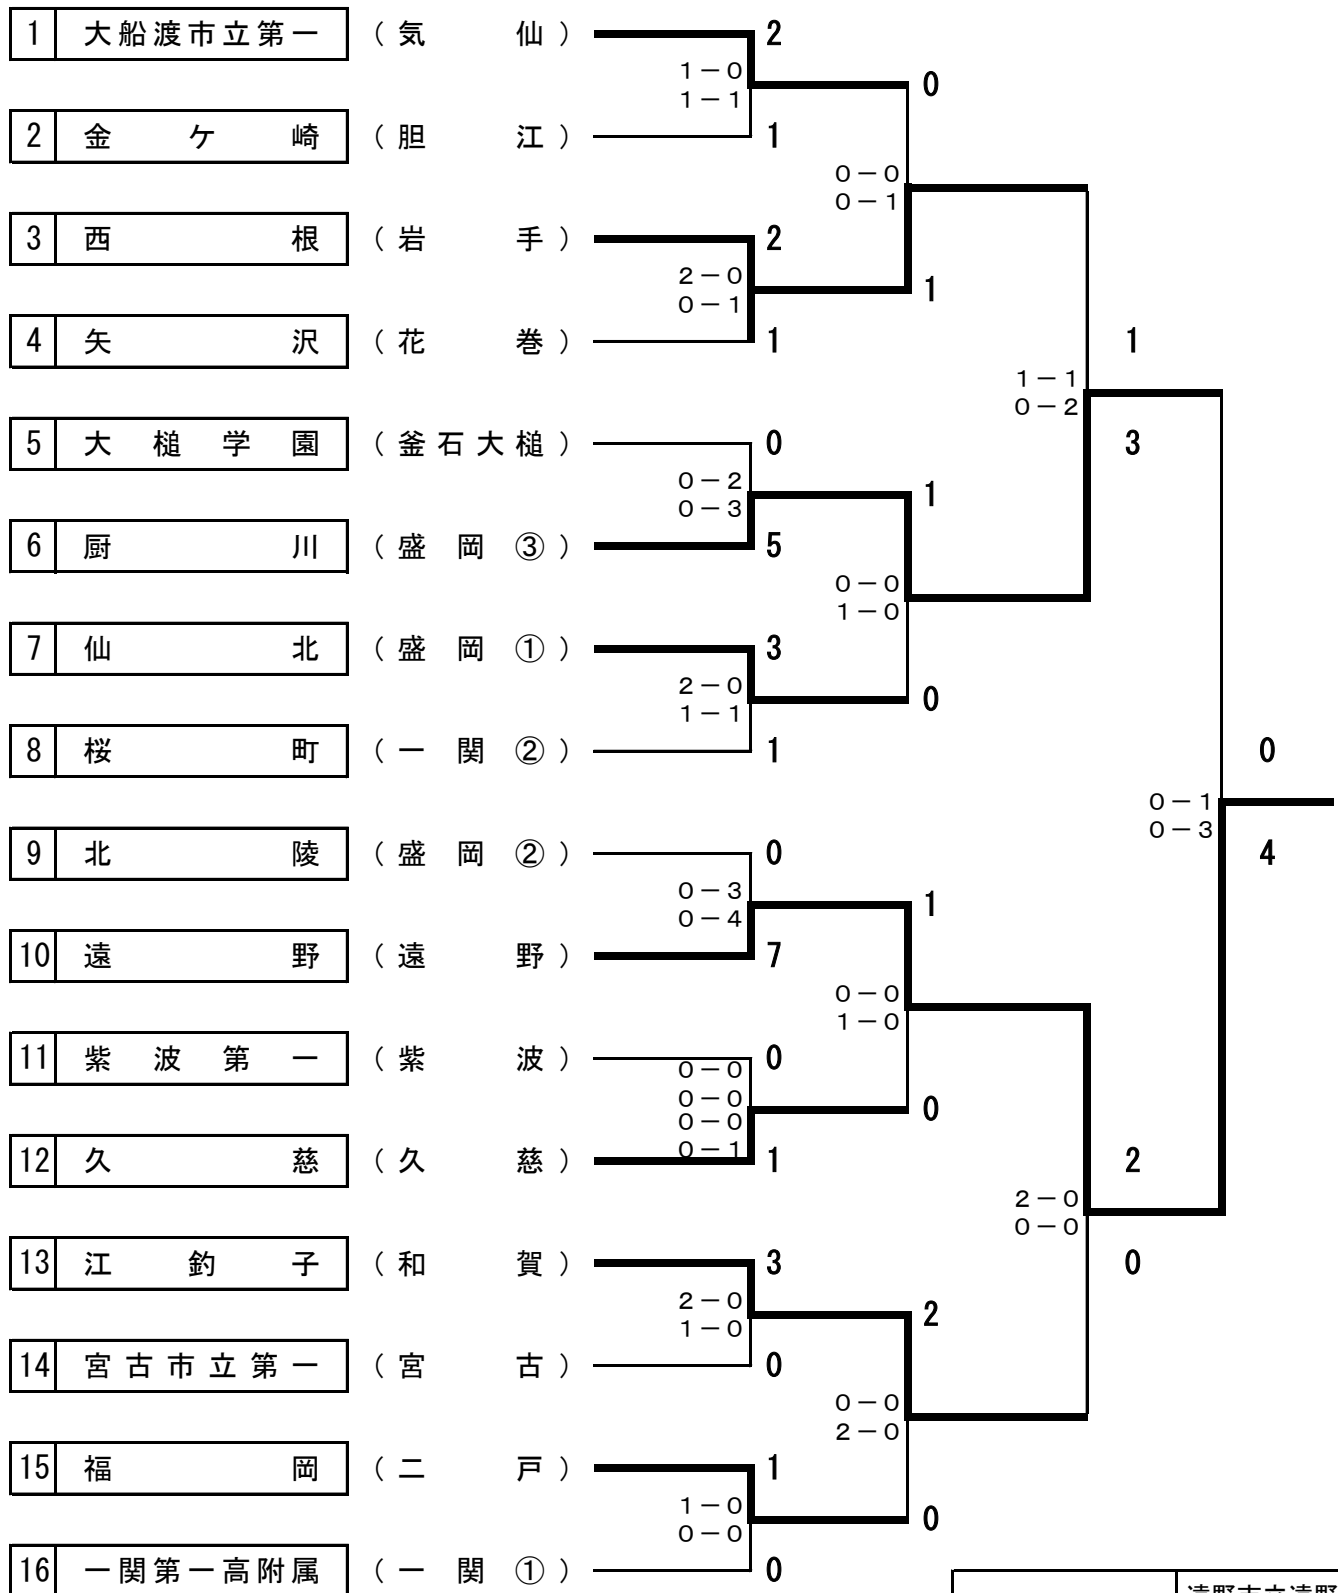 1 大船渡市立第一 （気仙） 2
1－0
1－1
0
2 金ケ崎 （胆江） 1
0－0
0－1
3 西根 （岩手） 2
2－0
0－1
1
4 矢沢 （花巻） 1
1
1－1
0－2
5 大槌学園 （釜石大槌） 0
3
0－2
0－3
1
6 厨川 （盛岡③） 5
0－0
1－0
7 仙北 （盛岡①） 3
2－0
1－1
0
8 桜町 （一関②） 1
0
0－1
0－3
9 北陵 （盛岡②） 0
4
0－3
0－4
1
10 遠野 （遠野） 7
0－0
1－0
11 紫波第一 （紫波） 0
0－0
0－0
0－0
0－1
0
12 久慈 （久慈） 1
2
2－0
0－0
13 江釣子 （和賀） 3
0
2－0
1－0
2
14 宮古市立第一 （宮古） 0
0－0
2－0
15 福岡 （二戸） 1
1－0
0－0
0
16 一関第一高附属 （一関①） 0
遠野市立遠野